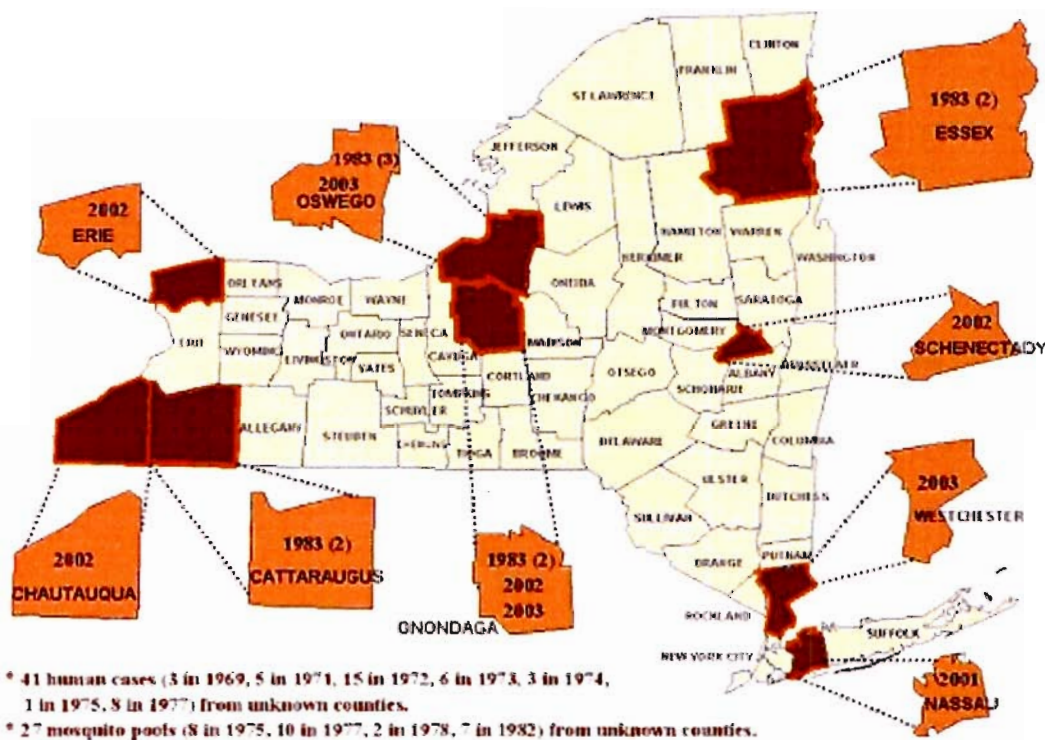 CLINTON
FRANKLIN
ST LAWRENCE
1983 (2)
ESSEX
JEFFERSON
1983 (3)
2003
OSWEGO
LEWIS
2002
ERIE
HAMILTON
WARREN
HERKIMER
WASHINGTON
ORLEANS
MONROE
WAYNE
ONEIDA
FULTON
SARATOGA
GENESEE
ONTARIO
SENECA
MONTGOMERY
2002
SCHENECTADY
ERIE
WYOMING
LIVINGSTON
YATES
CAYUGA
MADISON
OTSEGO
ALBANY
RENSSELAER
SCHOHARIE
CORTLAND
TOMPKINS
CHENANGO
SCHUYLER
ALLEGANY
STEUBEN
CHEMUNG
TIOGA
BROOME
DELAWARE
GREENE
COLUMBIA
2003
WESTCHESTER
ULSTER
DUTCHESS
SULLIVAN
2002
CHAUTAUQUA
1983 (2)
CATTARAUGUS
1983 (2)
2002
2003
ONONDAGA
ORANGE
PUTNAM
ROCKLAND
SUFFOLK
NEW YORK CITY
2001
NASSAU
* 41 human cases (3 in 1969, 5 in 1971, 15 in 1972, 6 in 1973, 3 in 1974,
1 in 1975, 8 in 1977) from unknown counties.
* 27 mosquito pools (8 in 1975, 10 in 1977, 2 in 1978, 7 in 1982) from unknown counties.